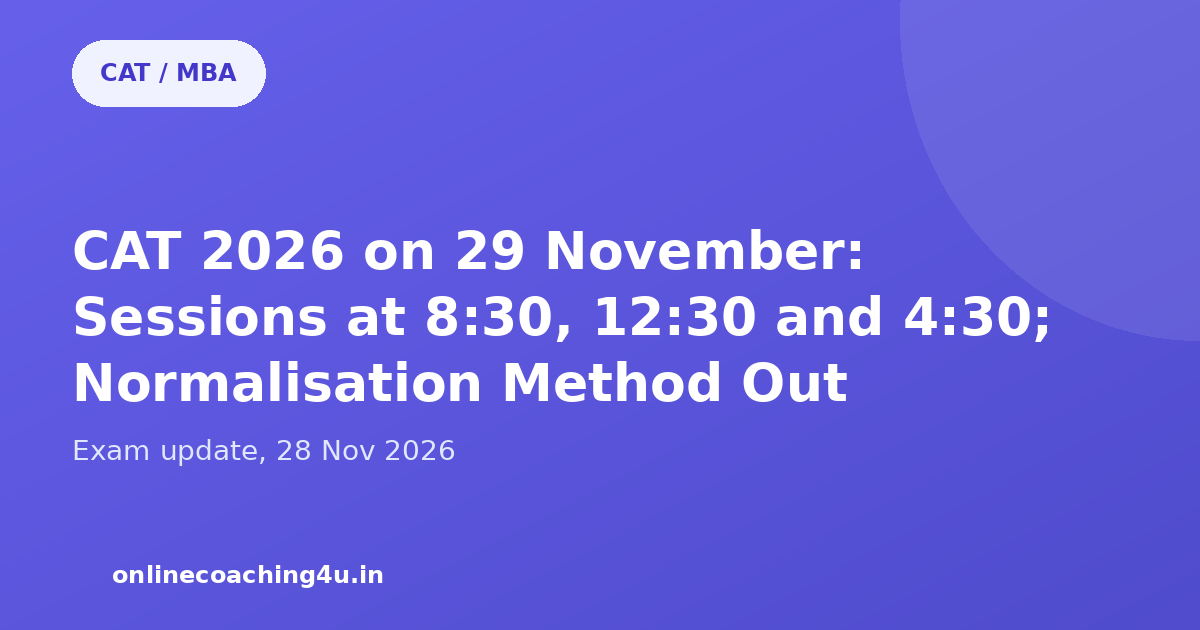 CAT / MBA
CAT 2026 on 29 November:
Sessions at 8:30, 12:30 and 4:30;
Normalisation Method Out
Exam update, 28 Nov 2026
onlinecoaching4u.in